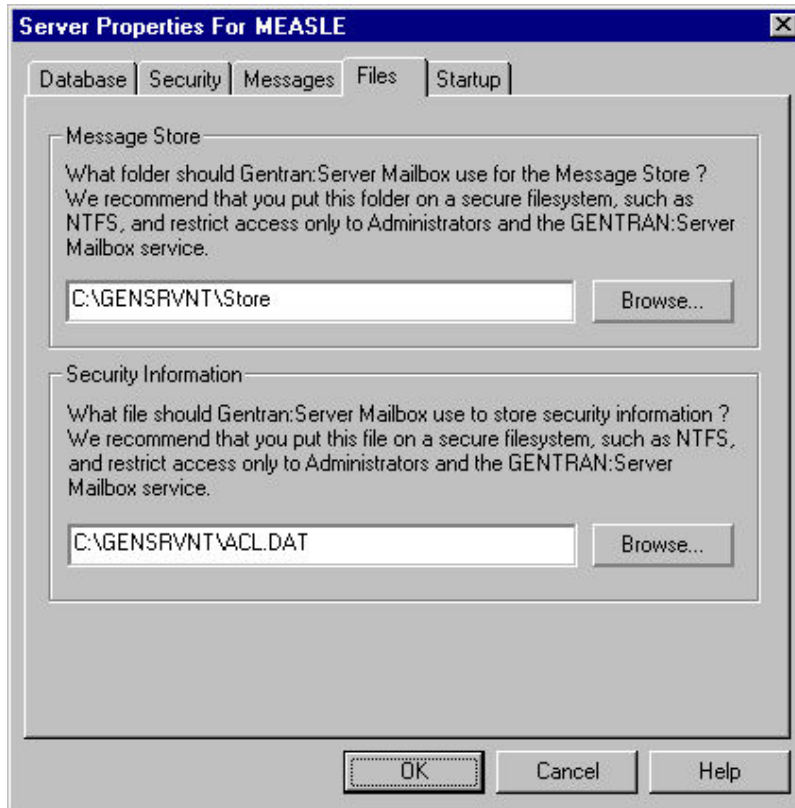 Server Properties For MEASLE
Database Security Messages Files Startup
Message Store
What folder should Gentran:Server Mailbox use for the Message Store ?
We recommend that you put this folder on a secure filesystem, such as
NTFS, and restrict access only to Administrators and the GENTRAN:Server
Mailbox service.
C:\GENSRVNT\Store Browse...
Security Information
What file should Gentran:Server Mailbox use to store security information ?
We recommend that you put this file on a secure filesystem, such as NTFS,
and restrict access only to Administrators and the GENTRAN:Server
Mailbox service.
C:\GENSRVNT\ACL.DAT Browse...
OK Cancel Help